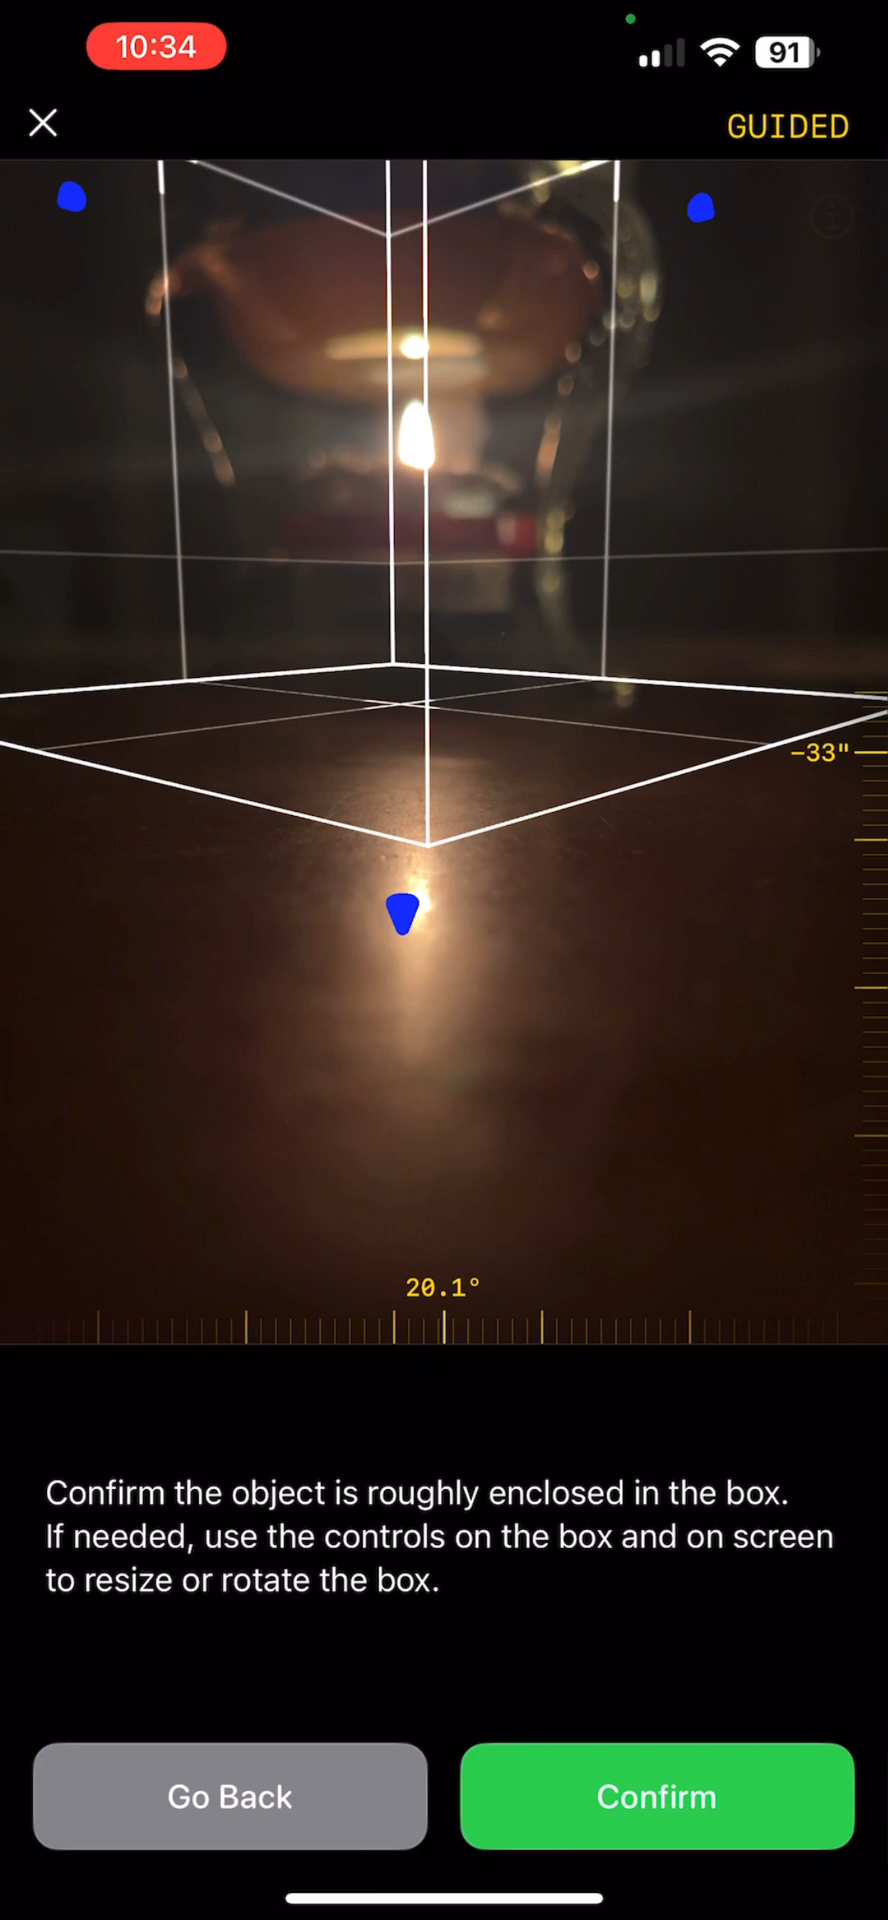 10:34
91
GUIDED
−33"
20.1°
Confirm the object is roughly enclosed in the box.
If needed, use the controls on the box and on screen
to resize or rotate the box.
Go Back
Confirm